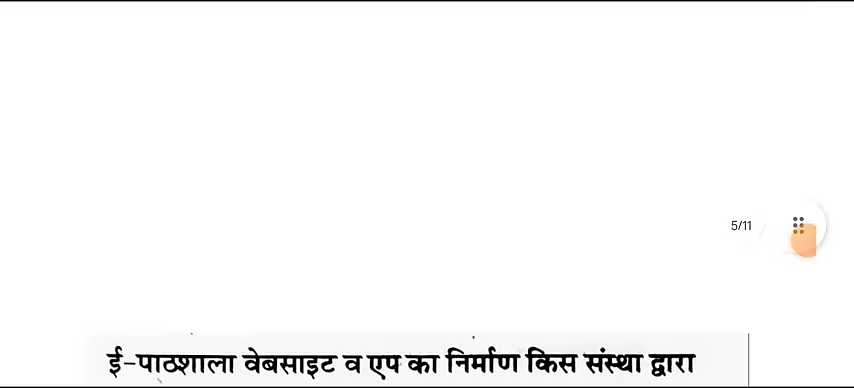 5/11
ई-पाठशाला वेबसाइट व एप का निर्माण किस संस्था द्वारा